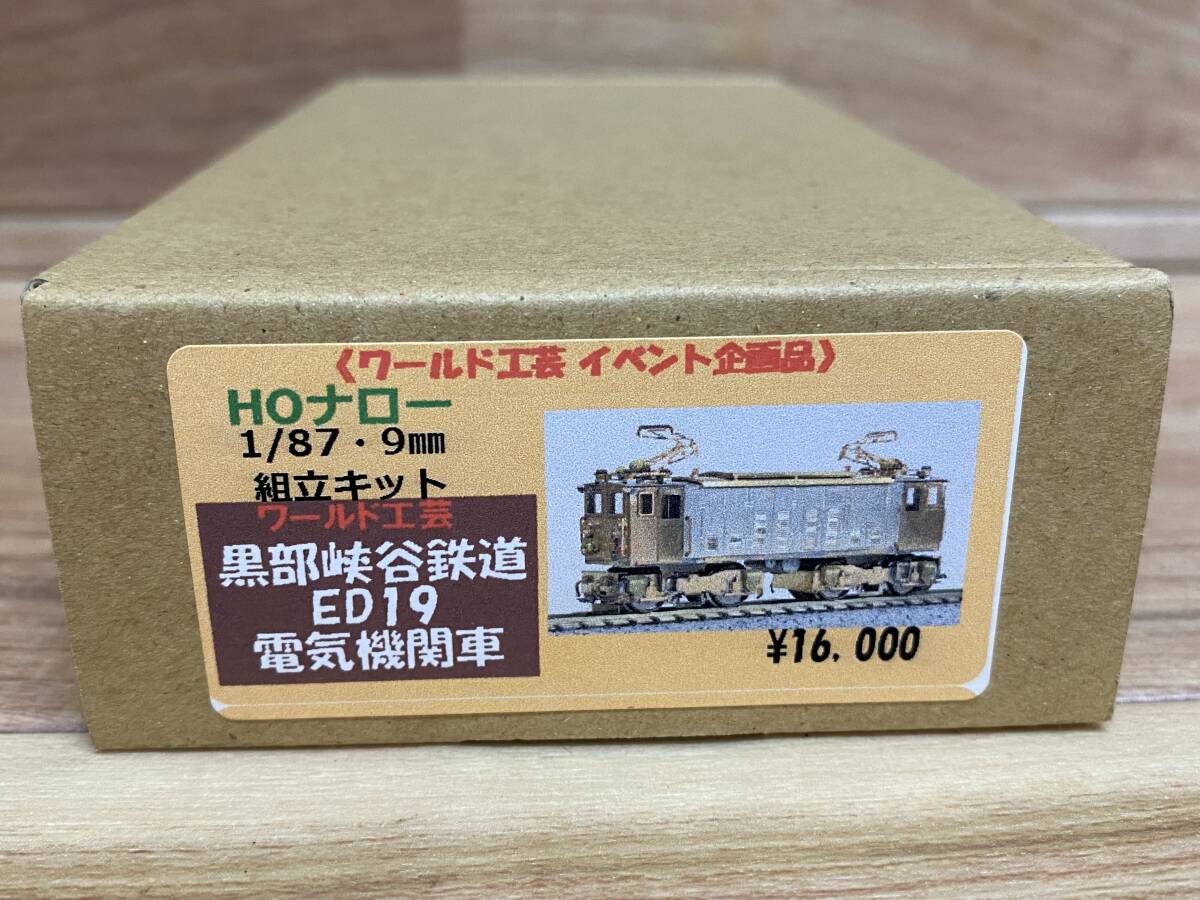 〈ワールド工芸 イベント企画品〉
HOナロー
1/87・9㎜
組立キット
ワールド工芸
黒部峡谷鉄道
ED19
電気機関車
¥16,000